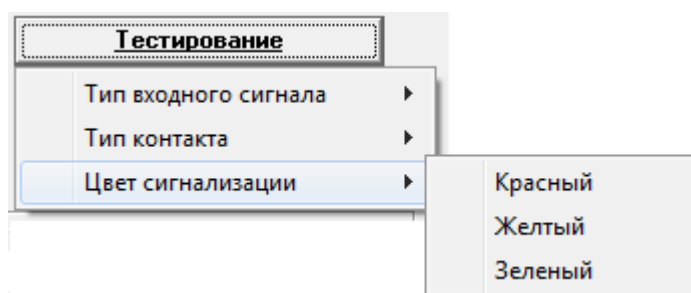 Тестирование
Тип входного сигнала
Тип контакта
Цвет сигнализации
Красный
Желтый
Зеленый